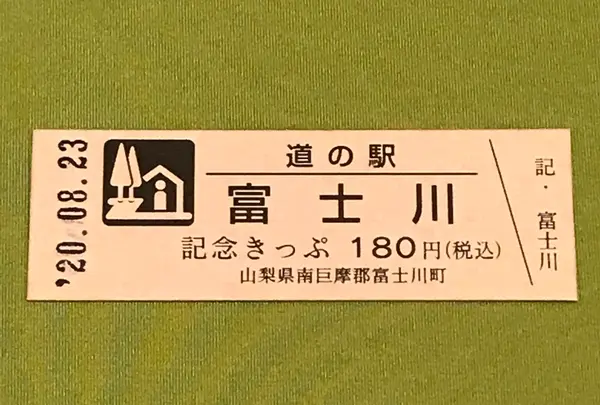 '20.08.23
道の駅
富士川
記念きっぷ 180円(税込)
山梨県南巨摩郡富士川町
記・富士川